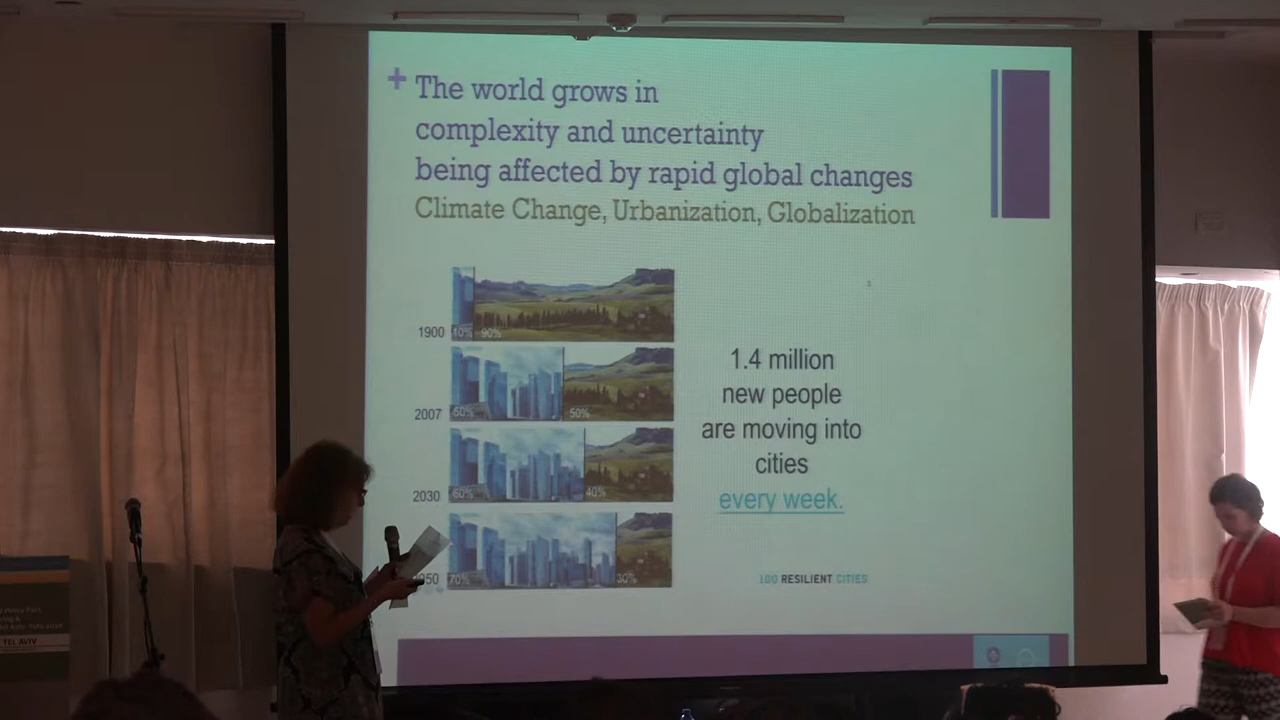 + The world grows in
complexity and uncertainty
being affected by rapid global changes
Climate Change, Urbanization, Globalization
1900 10% 90%
2007 50% 50%
2030 60% 40%
950 70% 30%
1.4 million
new people
are moving into
cities
every week.
100 RESILIENT CITIES
TEL AVIV